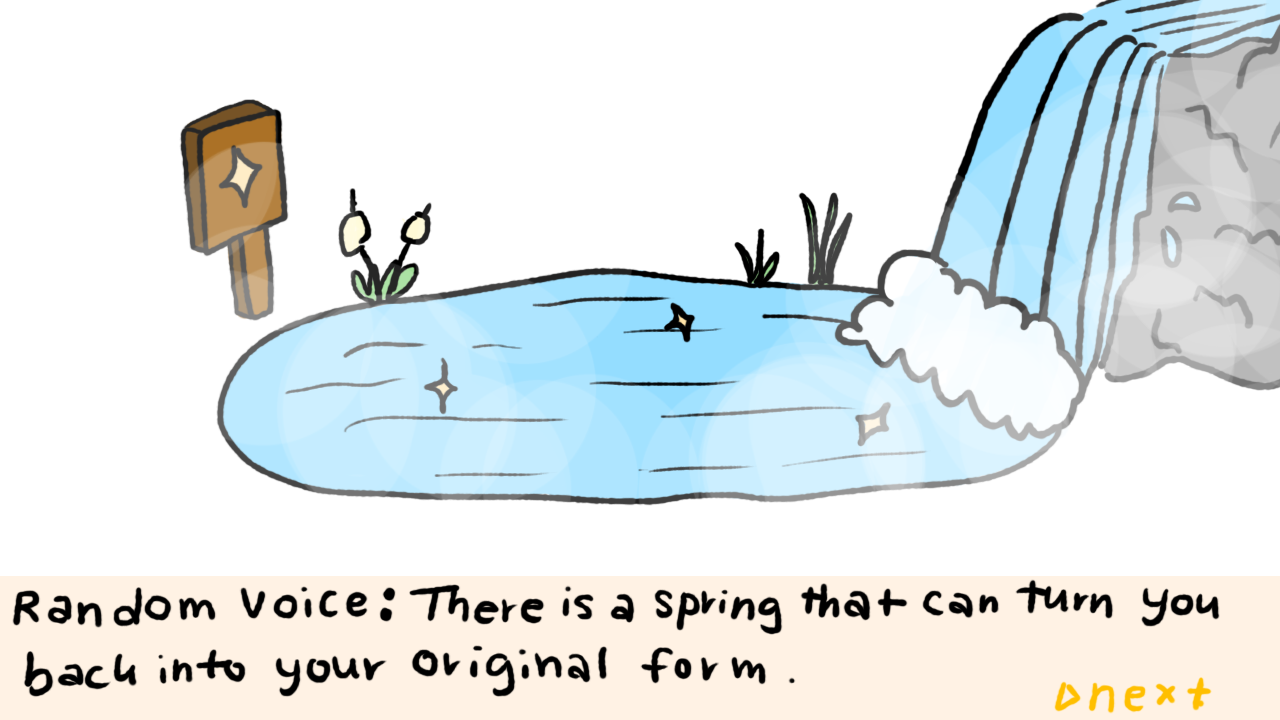 Random Voice: There is a spring that can turn you
back into your original form.
▷next